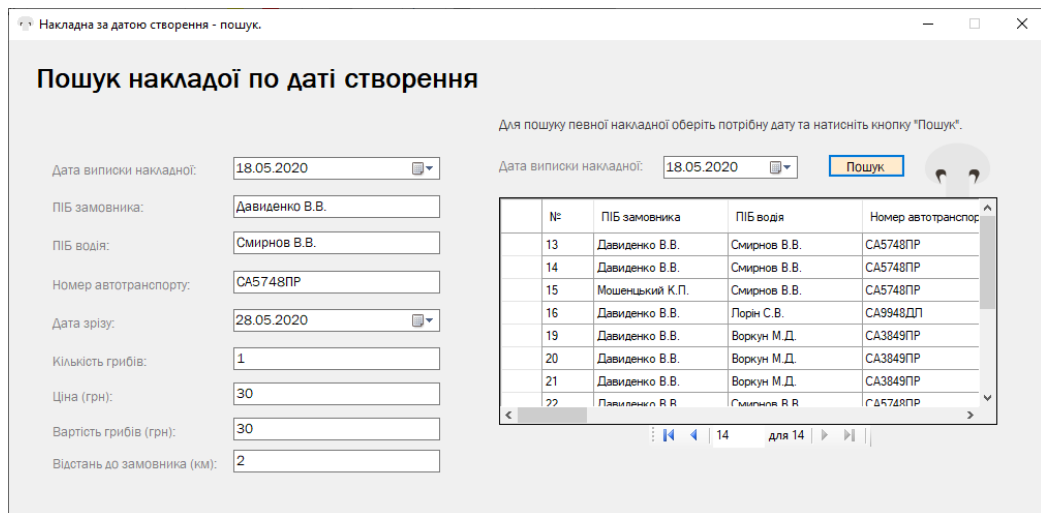 Накладна за датою створення - пошук.
Пошук накладої по даті створення
Для пошуку певної накладної оберіть потрібну дату та натисніть кнопку "Пошук".
Дата виписки накладної: 18.05.2020
ПІБ замовника: Давиденко В.В.
ПІБ водія: Смирнов В.В.
Номер автотранспорту: СА5748ПР
Дата зрізу: 28.05.2020
Кількість грибів: 1
Ціна (грн): 30
Вартість грибів (грн): 30
Відстань до замовника (км): 2
Дата виписки накладної: 18.05.2020 Пошук
№ ПІБ замовника ПІБ водія Номер автотранспор
13 Давиденко В.В. Смирнов В.В. СА5748ПР
14 Давиденко В.В. Смирнов В.В. СА5748ПР
15 Мошенцький К.П. Смирнов В.В. СА5748ПР
16 Давиденко В.В. Лорін С.В. СА9948ДЛ
19 Давиденко В.В. Воркун М.Д. СА3849ПР
20 Давиденко В.В. Воркун М.Д. СА3849ПР
21 Давиденко В.В. Воркун М.Д. СА3849ПР
22 Давиденко В.В. Смирнов В.В. СА5748ПР
14 для 14